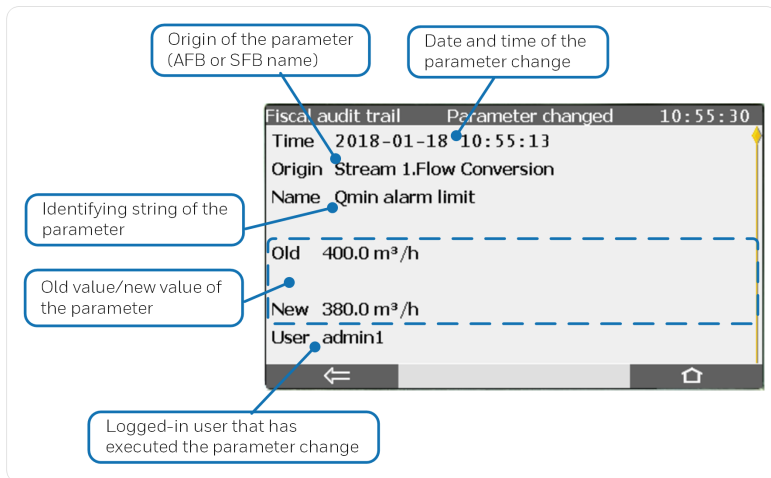 Origin of the parameter
(AFB or SFB name)
Date and time of the
parameter change
Fiscal audit trail Parameter changed 10:55:30
Time 2018-01-18 10:55:13
Origin Stream 1.Flow Conversion
Name Qmin alarm limit
Identifying string of the
parameter
Old 400.0 m³/h
Old value/new value of
the parameter
New 380.0 m³/h
User admin1
Logged-in user that has
executed the parameter change